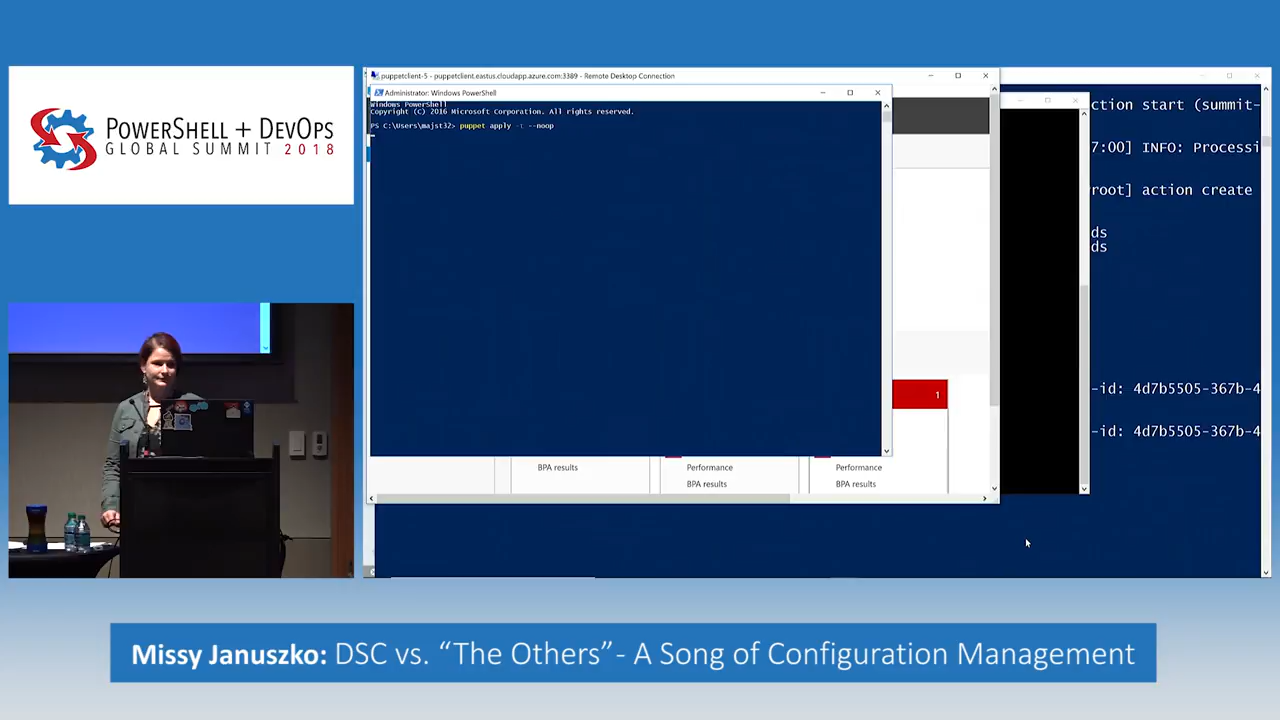 POWERSHELL + DEVOPS
GLOBAL SUMMIT 2018
puppetclient-5 - puppetclient.eastus.cloudapp.azure.com:3389 - Remote Desktop Connection
Administrator: Windows PowerShell
Windows PowerShell
Copyright (C) 2016 Microsoft Corporation. All rights reserved.
PS C:\Users\majst32> puppet apply -t --noop
ction start (summit-
7:00] INFO: Processi
root] action create
ds
ds
-id: 4d7b5505-367b-4
-id: 4d7b5505-367b-4
1
BPA results
Performance
BPA results
Performance
BPA results
Missy Januszko: DSC vs. “The Others”- A Song of Configuration Management